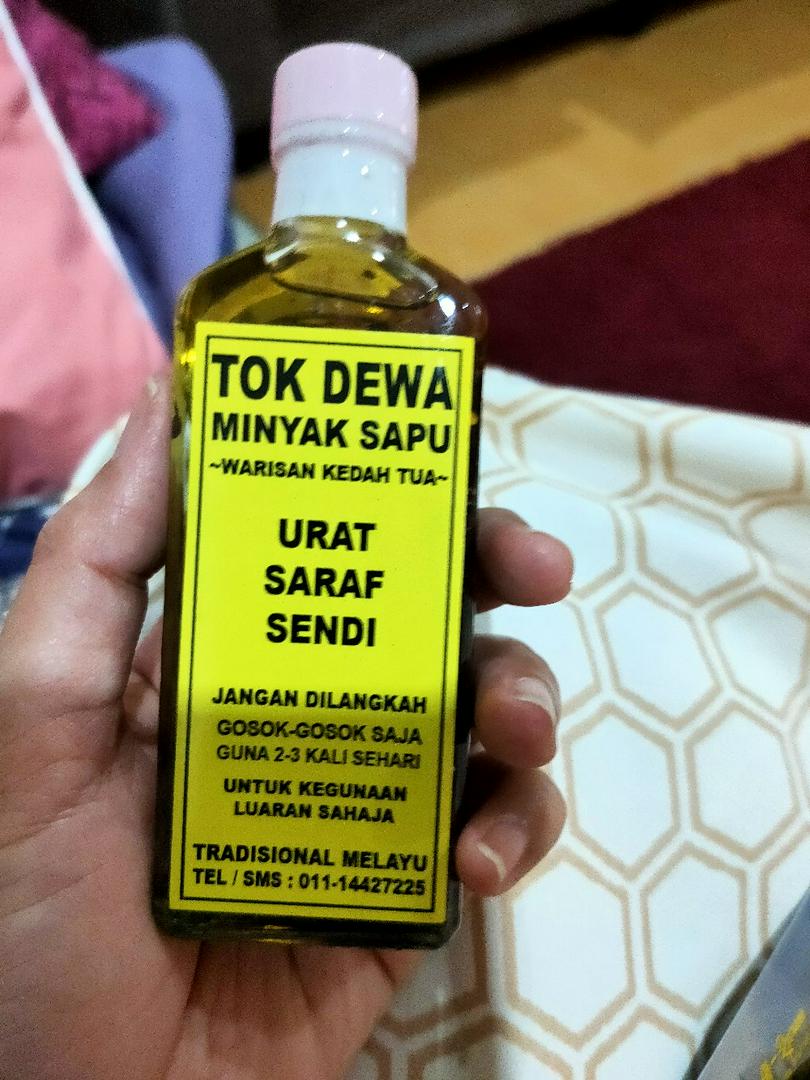 TOK DEWA
MINYAK SAPU
~WARISAN KEDAH TUA~
URAT
SARAF
SENDI
JANGAN DILANGKAH
GOSOK-GOSOK SAJA
GUNA 2-3 KALI SEHARI
UNTUK KEGUNAAN
LUARAN SAHAJA
TRADISIONAL MELAYU
TEL / SMS : 011-14427225